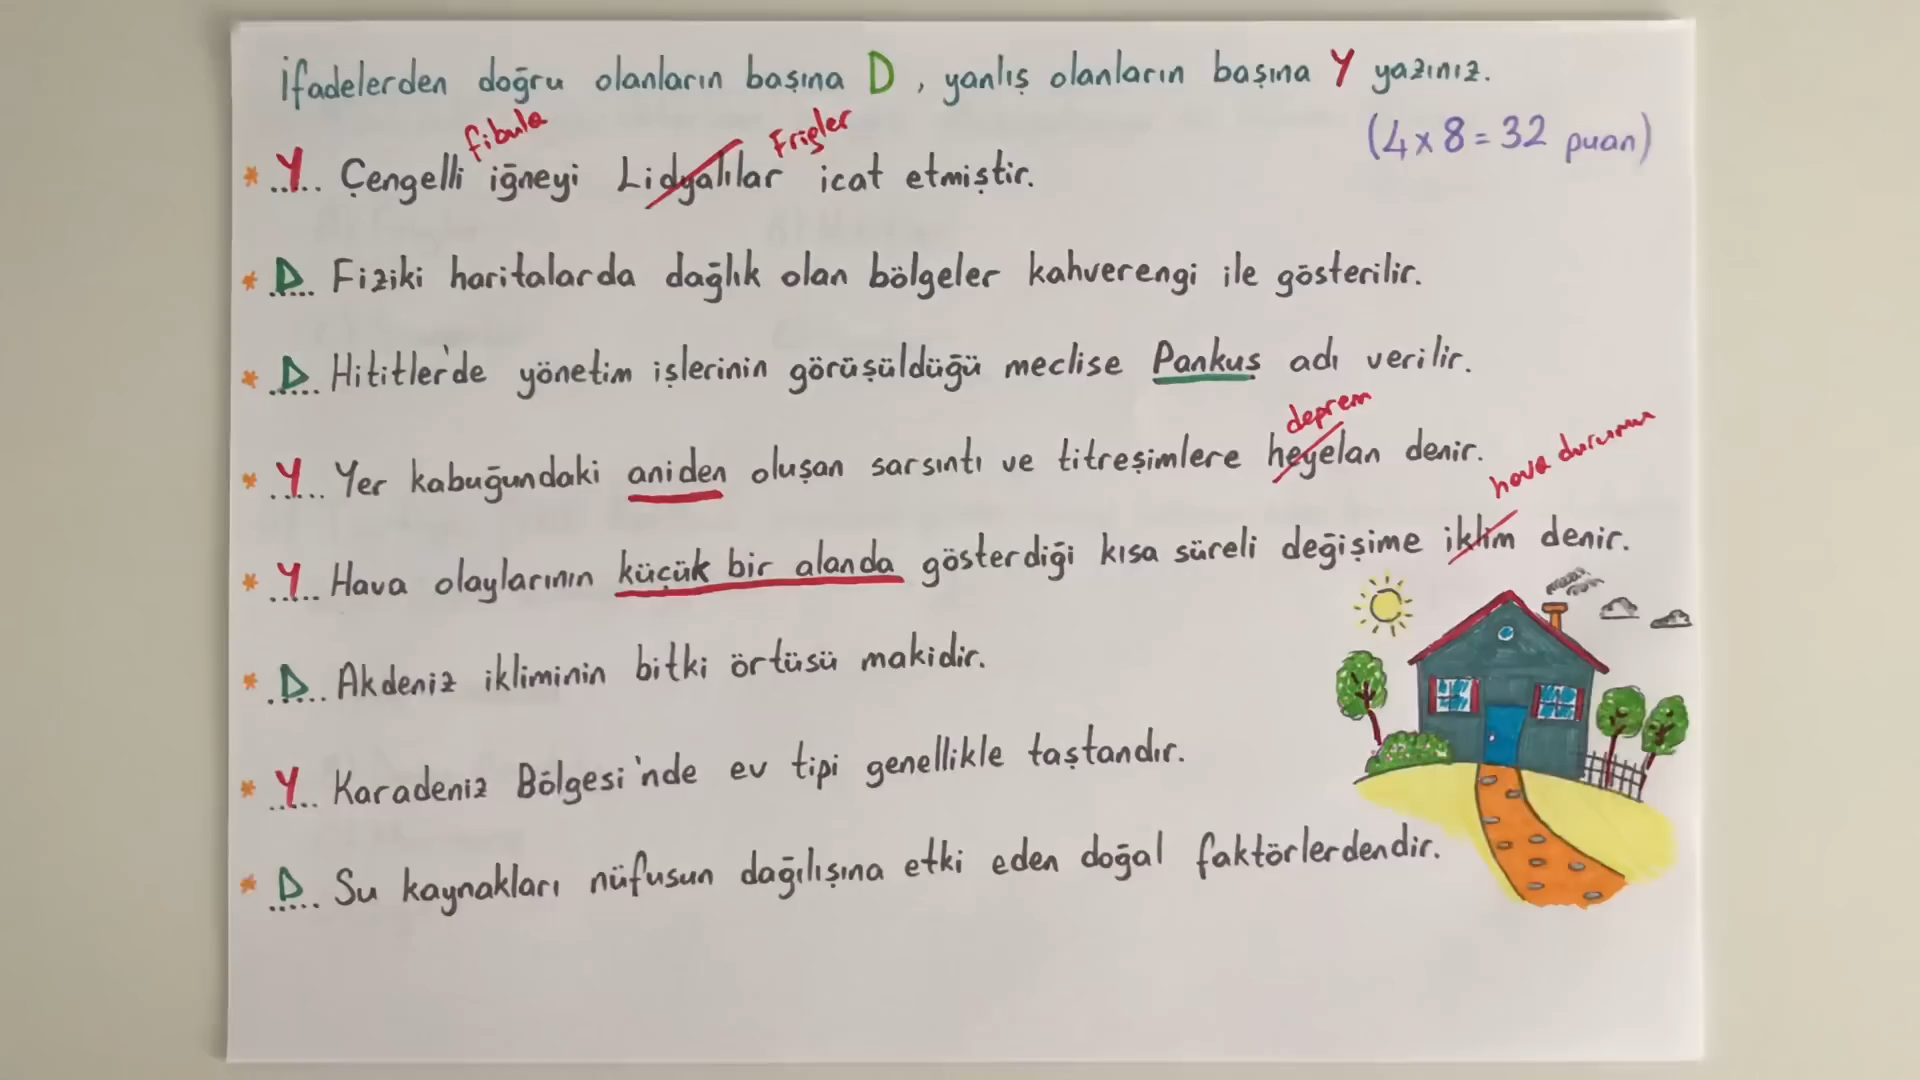 İfadelerden doğru olanların başına D, yanlış olanların başına Y yazınız.
(4 x 8 = 32 puan)
fibula Frigler
* Y Çengelli iğneyi Lidyalılar icat etmiştir.
* D Fiziki haritalarda dağlık olan bölgeler kahverengi ile gösterilir.
* D Hititler'de yönetim işlerinin görüşüldüğü meclise Pankuş adı verilir.
deprem
* Y Yer kabuğundaki aniden oluşan sarsıntı ve titreşimlere heyelan denir.
hava durumu
* Y Hava olaylarının küçük bir alanda gösterdiği kısa süreli değişime iklim denir.
* D Akdeniz ikliminin bitki örtüsü makidir.
* Y Karadeniz Bölgesi'nde ev tipi genellikle taştandır.
* D Su kaynakları nüfusun dağılışına etki eden doğal faktörlerdendir.